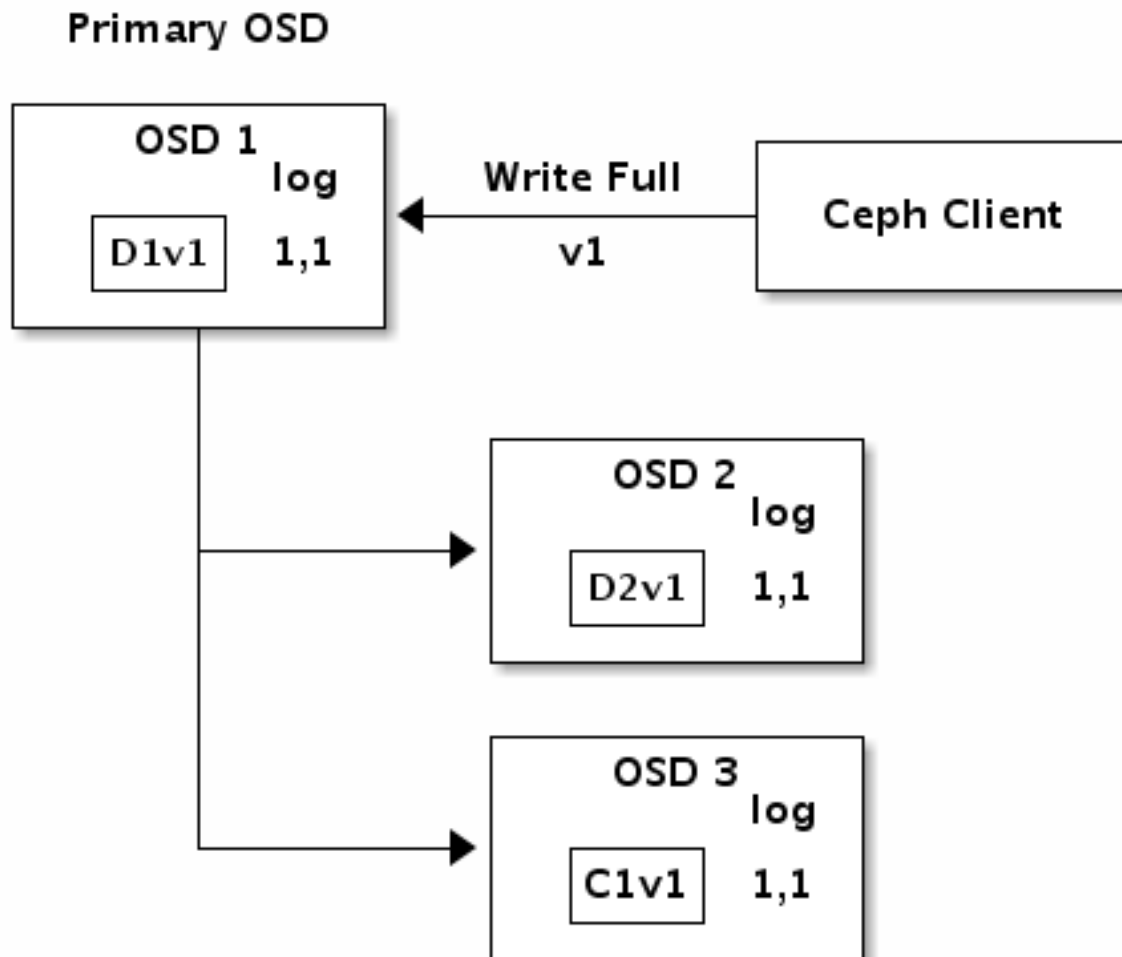 Primary OSD
OSD 1
log
D1v1 1,1
Write Full
v1
Ceph Client
OSD 2
log
D2v1 1,1
OSD 3
log
C1v1 1,1